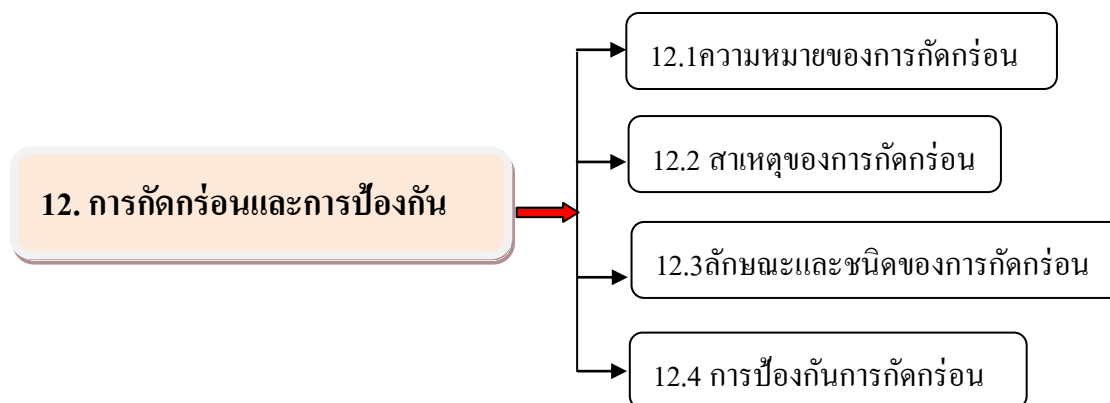 12.1ความหมายของการกัดกร่อน
12.2 สาเหตุของการกัดกร่อน
12. การกัดกร่อนและการป้องกัน
12.3ลักษณะและชนิดของการกัดกร่อน
12.4 การป้องกันการกัดกร่อน